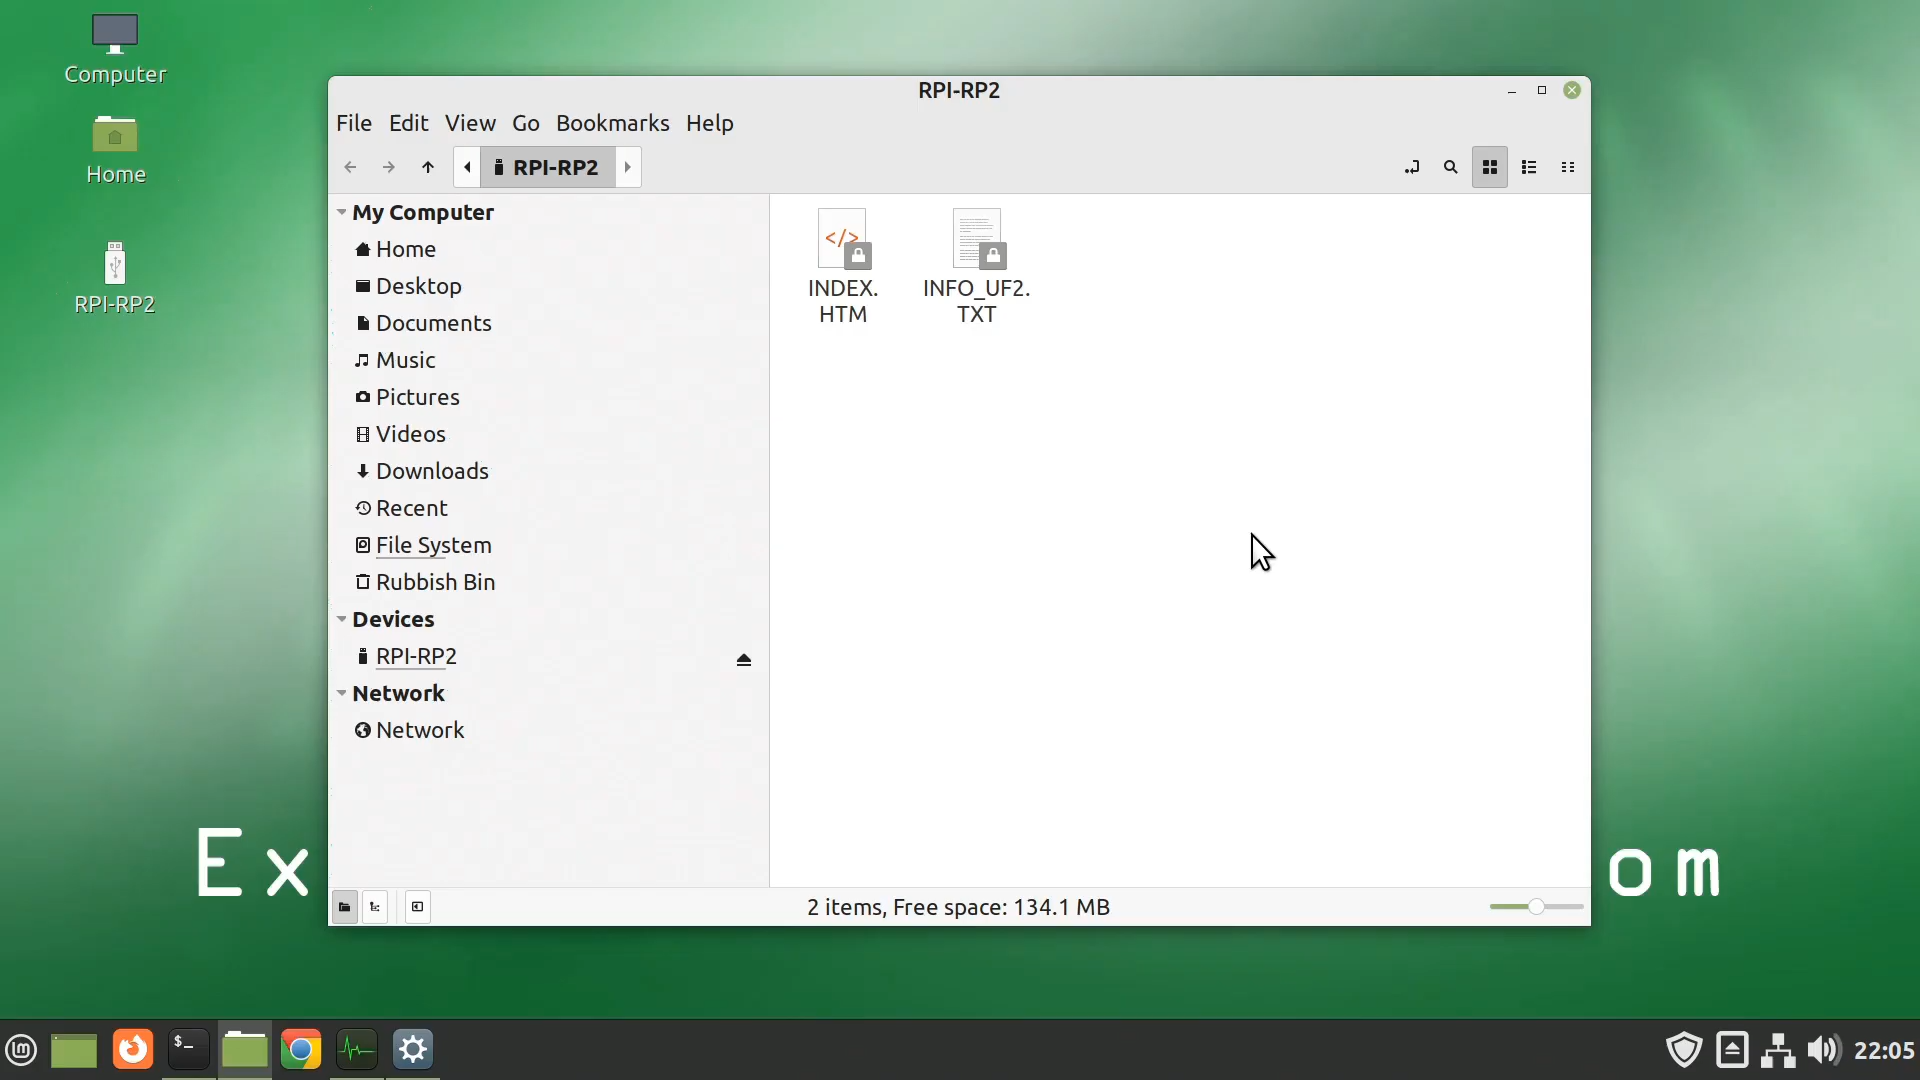 Computer
Home
RPI-RP2
RPI-RP2
File Edit View Go Bookmarks Help
RPI-RP2
My Computer
Home
Desktop
Documents
Music
Pictures
Videos
Downloads
Recent
File System
Rubbish Bin
Devices
RPI-RP2
Network
Network
INDEX.
HTM
INFO_UF2.
TXT
Ex
om
2 items, Free space: 134.1 MB
$_
22:05